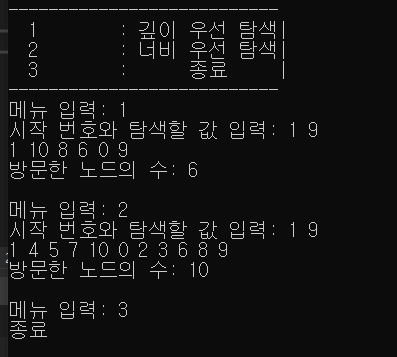 ---------------------------
1 : 깊이 우선 탐색|
2 : 너비 우선 탐색|
3 : 종료 |
---------------------------
메뉴 입력: 1
시작 번호와 탐색할 값 입력: 1 9
1 10 8 6 0 9
방문한 노드의 수: 6
메뉴 입력: 2
시작 번호와 탐색할 값 입력: 1 9
1 4 5 7 10 0 2 3 6 8 9
방문한 노드의 수: 10
메뉴 입력: 3
종료